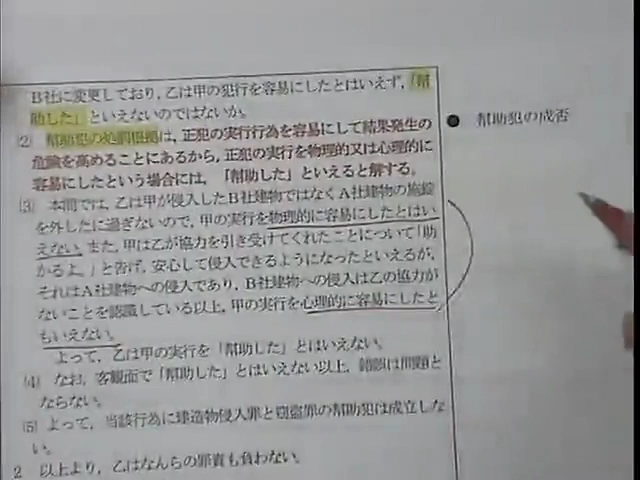 B社に変更しており，乙は甲の犯行を容易にしたとはいえず，「幇
助した」といえないのではないか。
(2) 幇助犯の処罰根拠は，正犯の実行行為を容易にして結果発生の
危険を高めることにあるから，正犯の実行を物理的又は心理的に
容易にしたという場合には，「幇助した」といえると解する。
(3) 本問では，乙は甲が侵入したB社建物ではなくA社建物の施錠
を外したに過ぎないので，甲の実行を物理的に容易にしたとはい
えない。また，甲は乙が協力を引き受けてくれたことについて「助
かるよ。」と告げ，安心して侵入できるようになったといえるが，
それはA社建物への侵入であり，B社建物への侵入は乙の協力が
ないことを認識している以上，甲の実行を心理的に容易にしたと
もいえない。
よって，乙は甲の実行を「幇助した」とはいえない。
(4) なお，客観面で「幇助した」とはいえない以上，錯誤は問題と
ならない。
(5) よって，当該行為に建造物侵入罪と窃盗罪の幇助犯は成立しな
い。
2 以上より，乙はなんらの罪責も負わない。
● 幇助犯の成否